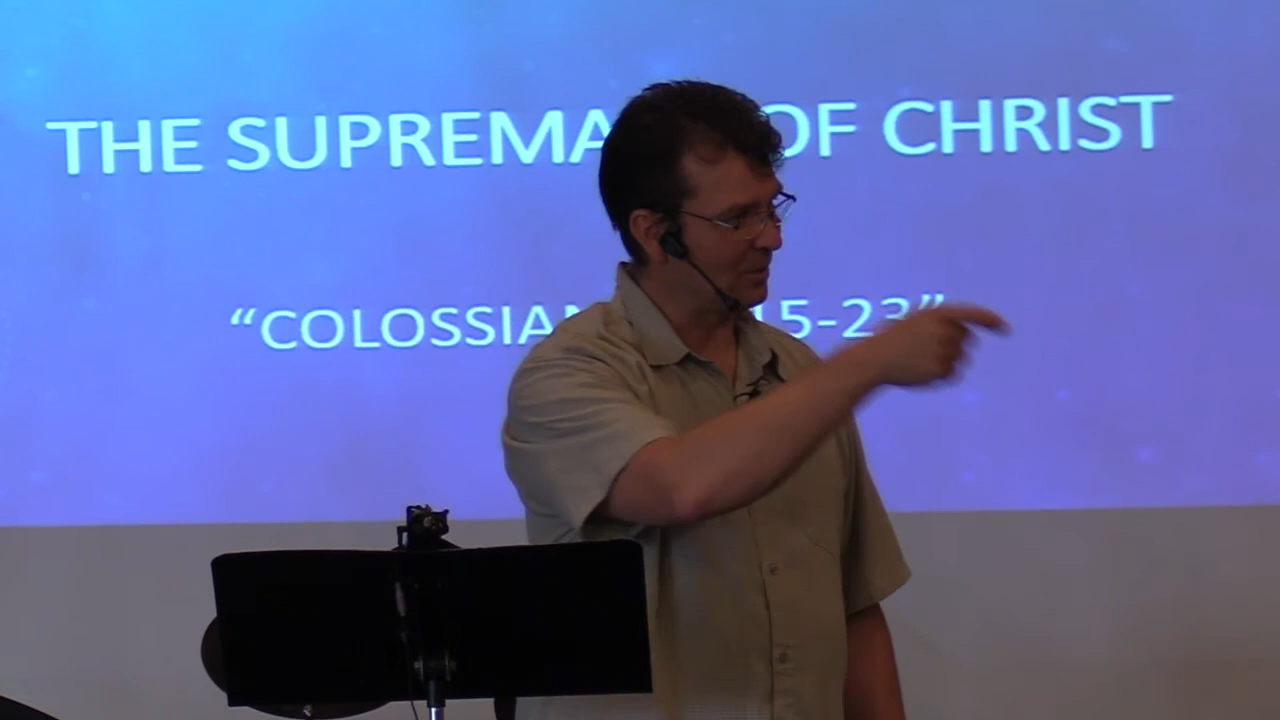 THE SUPREMA OF CHRIST
“COLOSSIAN 15-23”